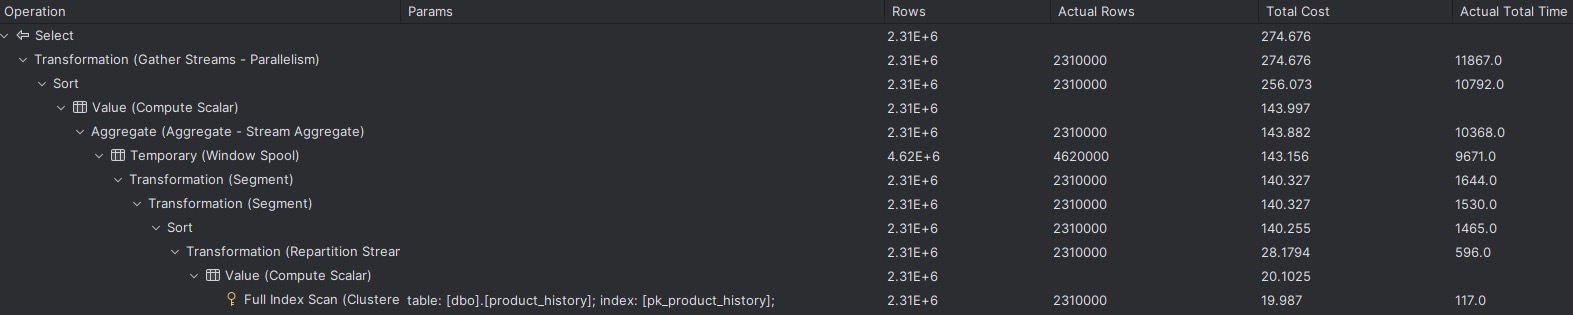 Operation Params Rows Actual Rows Total Cost Actual Total Time
Select 2.31E+6 274.676
Transformation (Gather Streams - Parallelism) 2.31E+6 2310000 274.676 11867.0
Sort 2.31E+6 2310000 256.073 10792.0
Value (Compute Scalar) 2.31E+6 143.997
Aggregate (Aggregate - Stream Aggregate) 2.31E+6 2310000 143.882 10368.0
Temporary (Window Spool) 4.62E+6 4620000 143.156 9671.0
Transformation (Segment) 2.31E+6 2310000 140.327 1644.0
Transformation (Segment) 2.31E+6 2310000 140.327 1530.0
Sort 2.31E+6 2310000 140.255 1465.0
Transformation (Repartition Strear 2.31E+6 2310000 28.1794 596.0
Value (Compute Scalar) 2.31E+6 20.1025
Full Index Scan (Clustere table: [dbo].[product_history]; index: [pk_product_history]; 2.31E+6 2310000 19.987 117.0